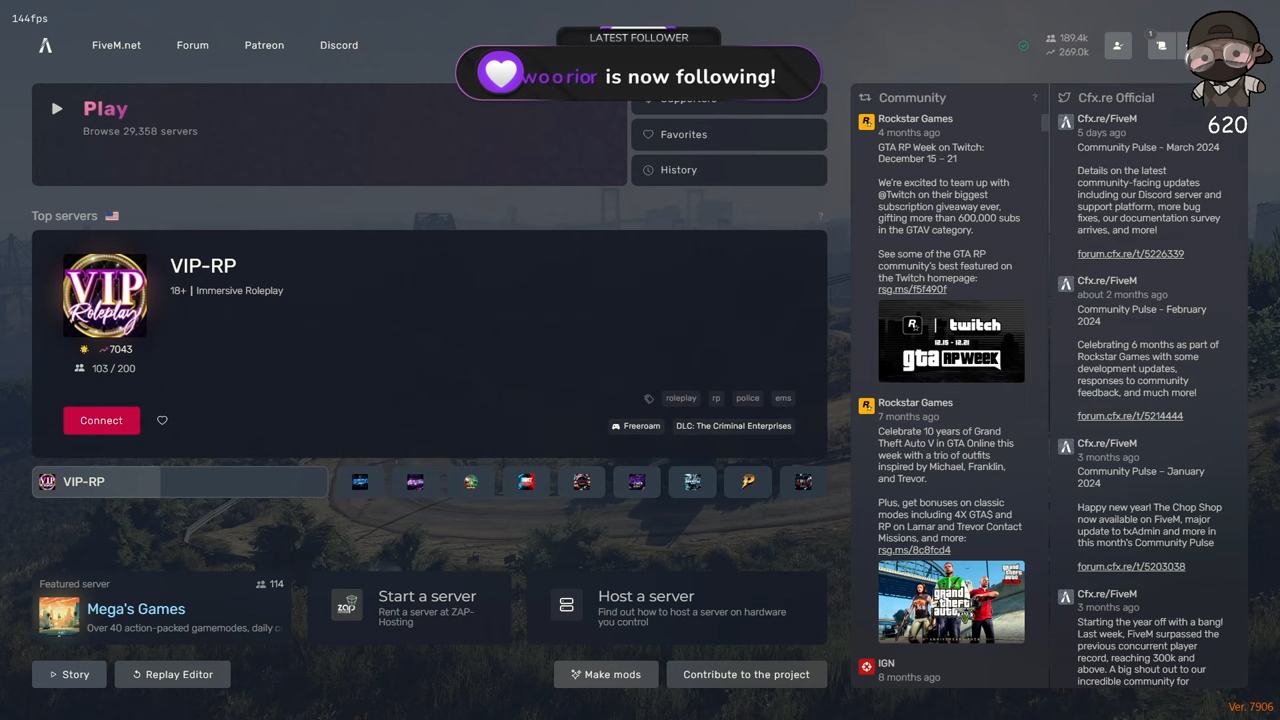 144fps
FiveM.net
Forum
Patreon
Discord
LATEST FOLLOWER
woorior is now following!
189.4k
269.0k
1
620
Play
Browse 29,358 servers
Supporters
Favorites
History
Top servers
?
VIP
Roleplay
VIP-RP
18+ | Immersive Roleplay
7043
103 / 200
Connect
roleplay
rp
police
ems
Freeroam
DLC: The Criminal Enterprises
VIP-RP
Featured server
114
Mega's Games
Over 40 action-packed gamemodes, daily c
ZAP
Start a server
Rent a server at ZAP-
Hosting
Host a server
Find out how to host a server on hardware
you control
Story
Replay Editor
Make mods
Contribute to the project
Community
?
Rockstar Games
4 months ago
GTA RP Week on Twitch:
December 15 – 21
We're excited to team up with
@Twitch on their biggest
subscription giveaway ever,
gifting more than 600,000 subs
in the GTAV category.
See some of the GTA RP
community's best featured on
the Twitch homepage:
rsg.ms/f5f490f
R | twitch
12.15 - 12.21
gta RP WEEK
Rockstar Games
7 months ago
Celebrate 10 years of Grand
Theft Auto V in GTA Online this
week with a trio of outfits
inspired by Michael, Franklin,
and Trevor.
Plus, get bonuses on classic
modes including 4X GTA$ and
RP on Lamar and Trevor Contact
Missions, and more:
rsg.ms/8c8fcd4
grand
theft
auto
V
IGN
8 months ago
Cfx.re Official
Cfx.re/FiveM
5 days ago
Community Pulse - March 2024
Details on the latest
community-facing updates
including our Discord server and
support platform, more bug
fixes, our documentation survey
arrives, and more!
forum.cfx.re/t/5226339
Cfx.re/FiveM
about 2 months ago
Community Pulse - February
2024
Celebrating 6 months as part of
Rockstar Games with some
development updates,
responses to community
feedback, and much more!
forum.cfx.re/t/5214444
Cfx.re/FiveM
3 months ago
Community Pulse – January
2024
Happy new year! The Chop Shop
now available on FiveM, major
update to txAdmin and more in
this month's Community Pulse
forum.cfx.re/t/5203038
Cfx.re/FiveM
3 months ago
Starting the year off with a bang!
Last week, FiveM surpassed the
previous concurrent player
record, reaching 300k and
above. A big shout out to our
incredible community for
Ver. 7906